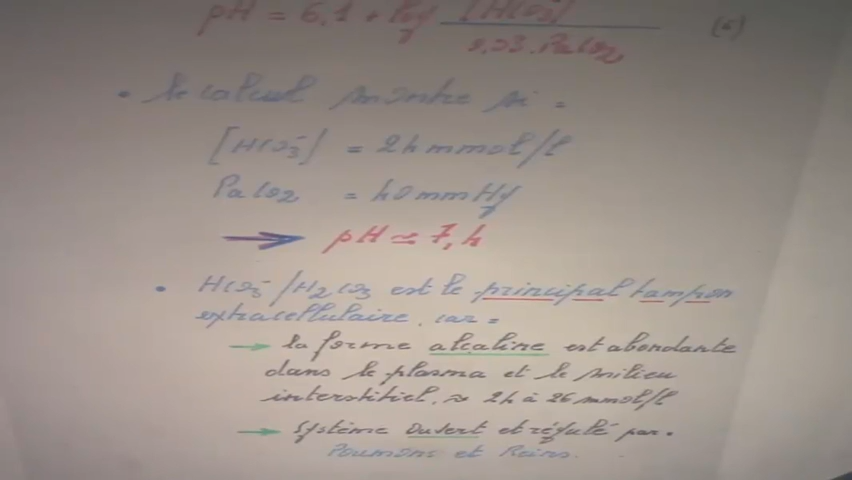 pH = 6,1 + log [HCO3-] / 0,03.PaCO2 (5)
• le calcul montre si =
[HCO3-] = 24 mmol/l
PaCO2 = 40 mmHg
→ pH ≃ 7,4
• HCO3-/H2CO3 est le principal tampon
extracellulaire. car =
→ la forme alcaline est abondante
dans le plasma et le milieu
interstitiel, ≈ 24 à 26 mmol/l
→ Système ouvert et régulé par.
Poumons et Reins.